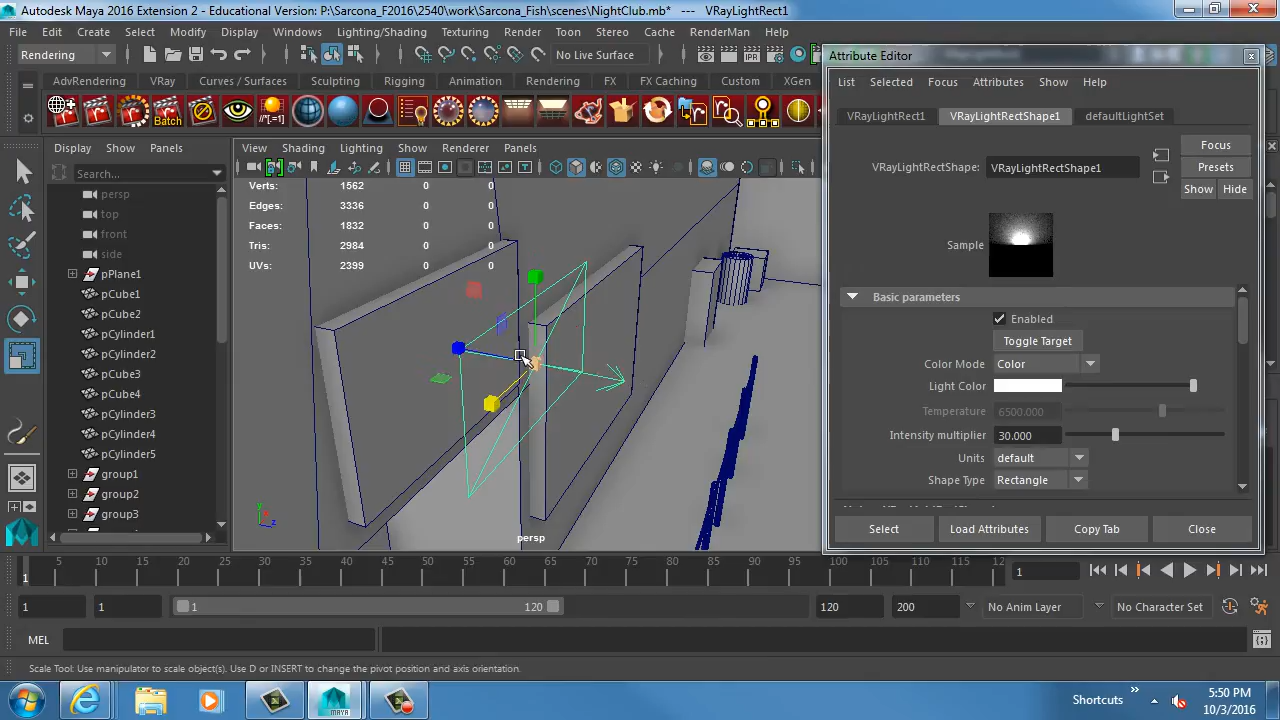 Autodesk Maya 2016 Extension 2 - Educational Version: P:\Sarcona_F2016\2540\work\Sarcona_Fish\scenes\NightClub.mb* --- VRayLightRect1
File Edit Create Select Modify Display Windows Lighting/Shading Texturing Render Toon Stereo Cache RenderMan Help
Rendering No Live Surface
AdvRendering VRay Curves / Surfaces Sculpting Rigging Animation Rendering FX FX Caching Custom XGen
Batch //"L=1]
Display Show Panels
Search...
persp
top
front
side
pPlane1
pCube1
pCube2
pCylinder1
pCylinder2
pCube3
pCube4
pCylinder3
pCylinder4
pCylinder5
group1
group2
group3
View Shading Lighting Show Renderer Panels
Verts: 1562 0 0
Edges: 3336 0 0
Faces: 1832 0 0
Tris: 2984 0 0
UVs: 2399 0 0
persp
Attribute Editor
List Selected Focus Attributes Show Help
VRayLightRect1 VRayLightRectShape1 defaultLightSet
Focus
VRayLightRectShape: VRayLightRectShape1 Presets
Show Hide
Sample
Basic parameters
Enabled
Toggle Target
Color Mode Color
Light Color
Temperature 6500.000
Intensity multiplier 30.000
Units default
Shape Type Rectangle
Select Load Attributes Copy Tab Close
1 5 10 15 20 25 30 35 40 45 50 55 60 65 70 75 80 85 90 95 100 105 110 115 12 1
1 1 1 120 120 200 No Anim Layer No Character Set
MEL
Scale Tool: Use manipulator to scale object(s). Use D or INSERT to change the pivot position and axis orientation.
MAYA
Shortcuts
5:50 PM
10/3/2016